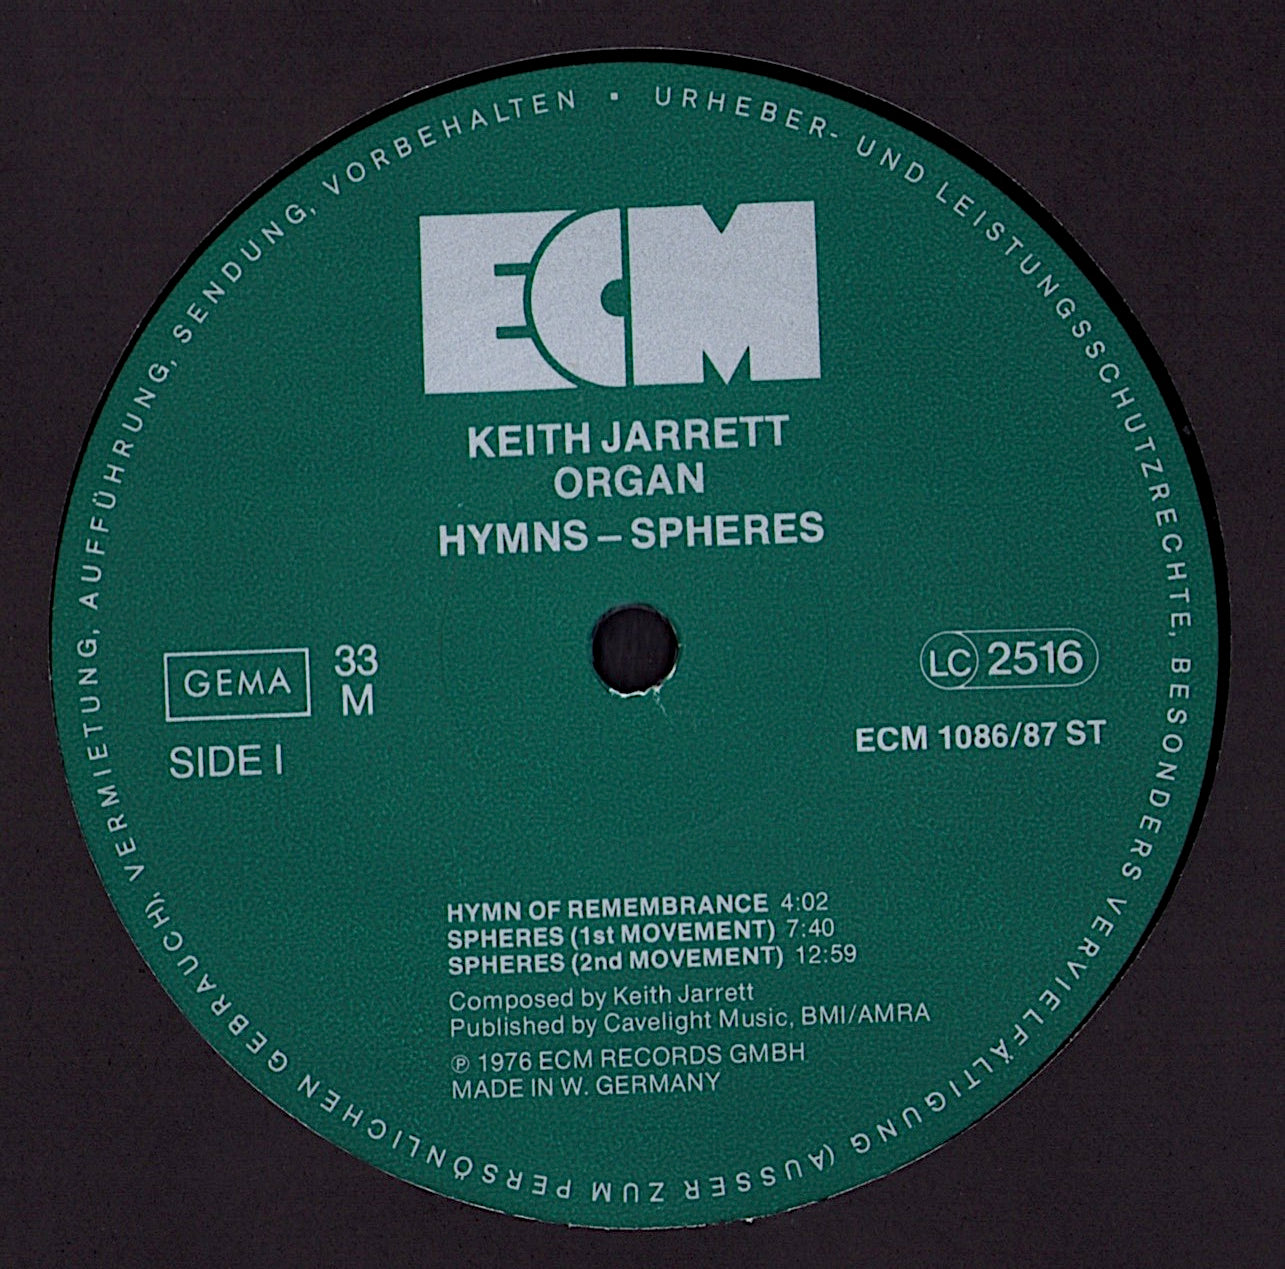 URHEBER- UND LEISTUNGSSCHUTZRECHTE, BESONDERS VERVIELFÄLTIGUNG (AUSSER ZUM PERSÖNLICHEN GEBRAUCH), VERMIETUNG, AUFFÜHRUNG, SENDUNG, VORBEHALTEN ·
ECM
KEITH JARRETT
ORGAN
HYMNS – SPHERES
GEMA 33
M
SIDE I
LC 2516
ECM 1086/87 ST
HYMN OF REMEMBRANCE 4:02
SPHERES (1st MOVEMENT) 7:40
SPHERES (2nd MOVEMENT) 12:59
Composed by Keith Jarrett
Published by Cavelight Music, BMI/AMRA
℗ 1976 ECM RECORDS GMBH
MADE IN W. GERMANY